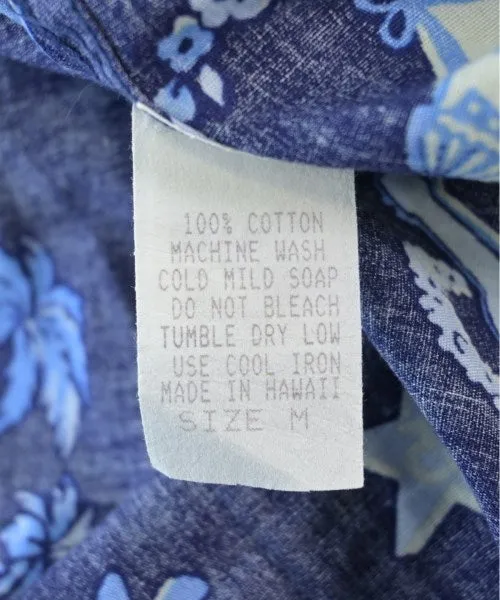 100% COTTON
MACHINE WASH
COLD MILD SOAP
DO NOT BLEACH
TUMBLE DRY LOW
USE COOL IRON
MADE IN HAWAII
SIZE M